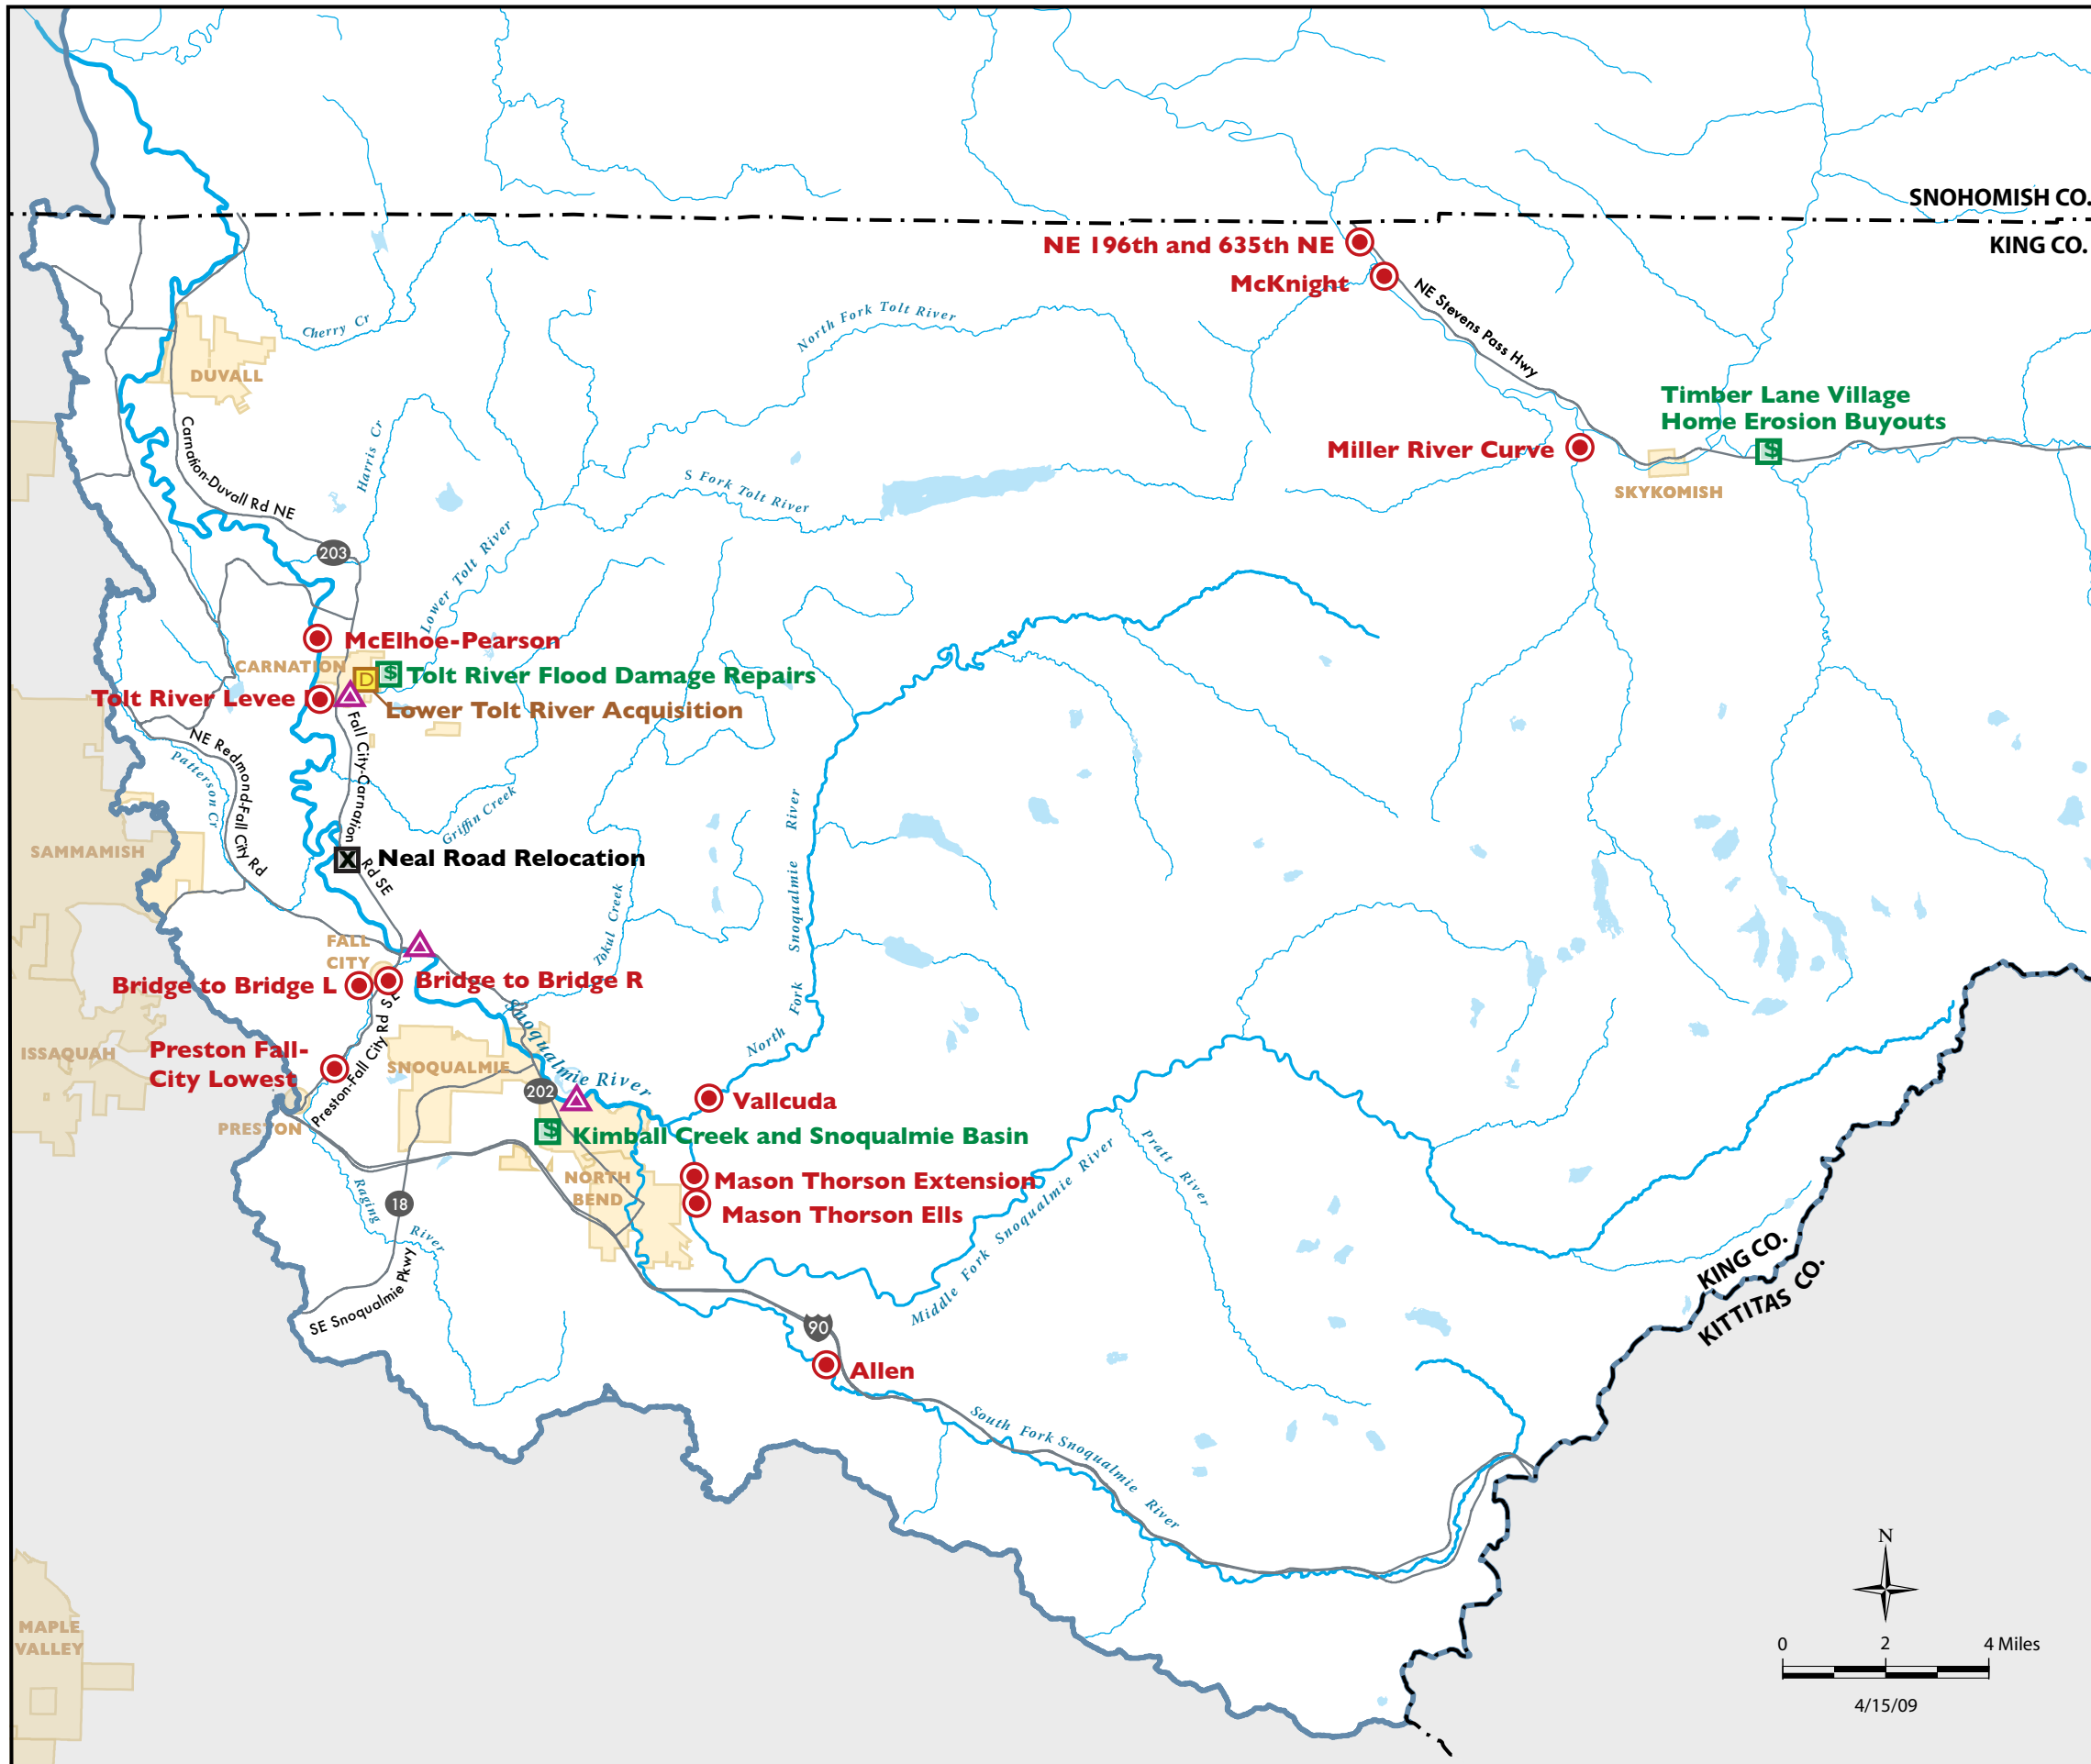 SNOHOMISH CO.
KING CO.
NE 196th and 635th NE
McKnight
NE Stevens Pass Hwy
North Fork Tolt River
Cherry Cr
DUVALL
Timber Lane Village
Home Erosion Buyouts
Miller River Curve
SKYKOMISH
Harris Cr
Carnation-Duvall Rd NE
S Fork Tolt River
203
Lower Tolt River
McElhoe-Pearson
CARNATION
D
$
Tolt River Flood Damage Repairs
Tolt River Levee
Lower Tolt River Acquisition
NE Redmond-Fall City Rd
Patterson Cr
Fall City-Carnation Rd SE
Griffin Creek
SAMMAMISH
X
Neal Road Relocation
North Fork Snoqualmie River
Tokul Creek
FALL
CITY
Bridge to Bridge L
Bridge to Bridge R
ISSAQUAH
Preston Fall-
City Lowest
Preston-Fall City Rd SE
SNOQUALMIE
Snoqualmie River
202
PRESTON
Vallcuda
$
Kimball Creek and Snoqualmie Basin
NORTH
BEND
Mason Thorson Extension
Mason Thorson Ells
Middle Fork Snoqualmie River
Pratt River
Raging River
18
SE Snoqualmie Pkwy
KING CO.
KITTITAS CO.
90
Allen
South Fork Snoqualmie River
$
MAPLE
VALLEY
N
0 2 4 Miles
4/15/09